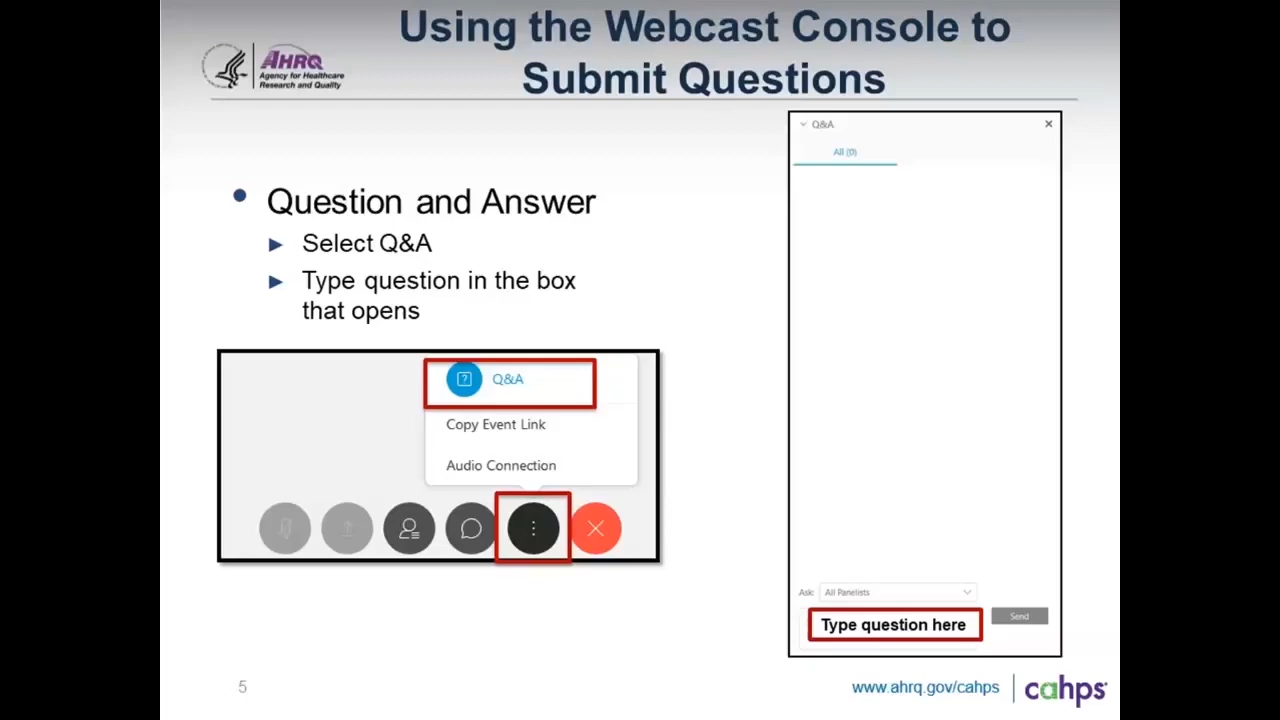 Using the Webcast Console to
Submit Questions
AHRQ
Agency for Healthcare
Research and Quality
• Question and Answer
► Select Q&A
► Type question in the box
that opens
? Q&A
Copy Event Link
Audio Connection
Q&A
All (0)
Ask: All Panelists
Type question here
Send
5
www.ahrq.gov/cahps
cahps